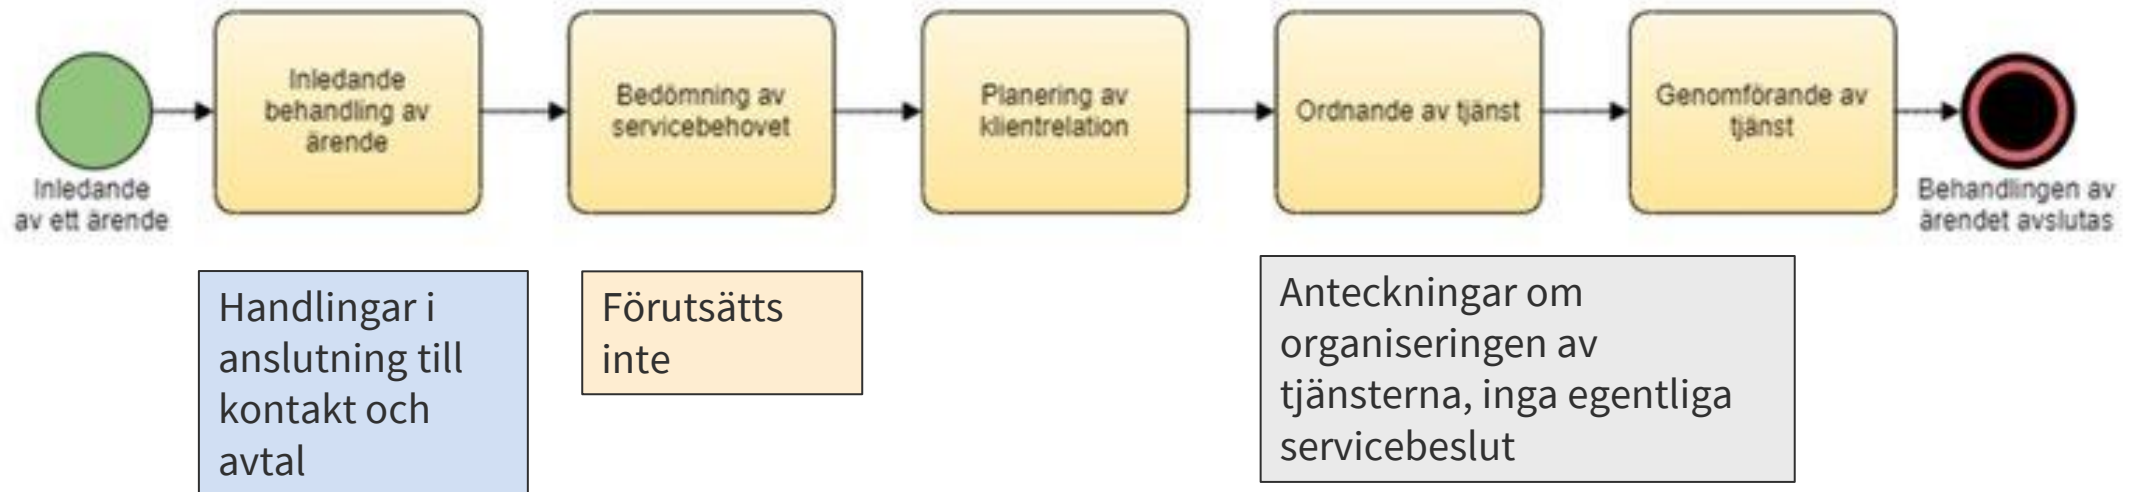 Inledande
av ett ärende
Inledande
behandling av
ärende
Bedömning av
servicebehovet
Planering av
klientrelation
Ordnande av tjänst
Genomförande av
tjänst
Behandlingen av
ärendet avslutas
Handlingar i
anslutning till
kontakt och
avtal
Förutsätts
inte
Anteckningar om
organiseringen av
tjänsterna, inga egentliga
servicebeslut